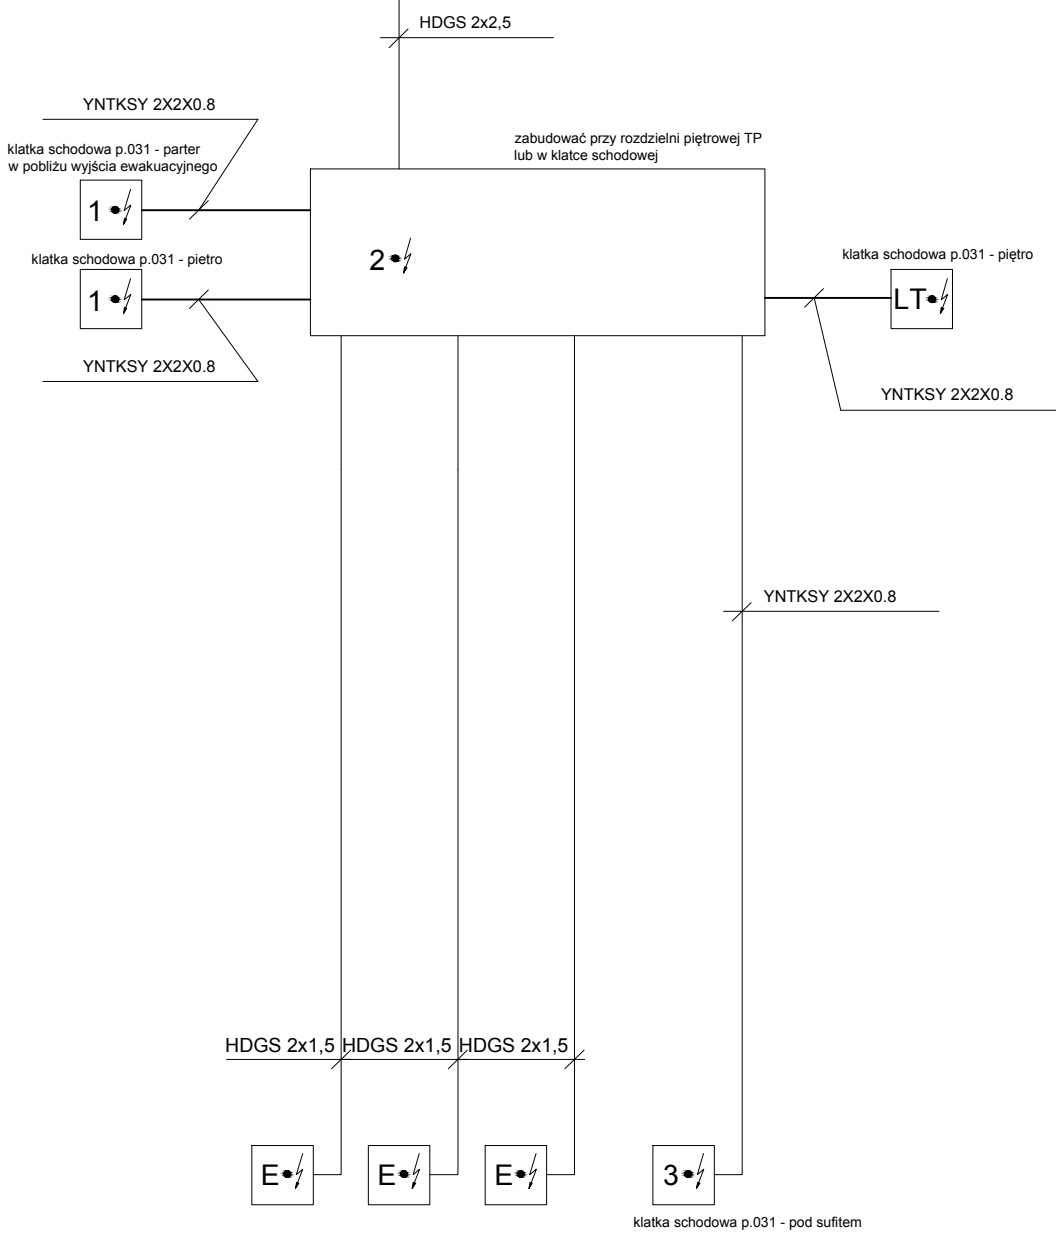 HDGS 2x2,5
YNTKSY 2X2X0.8
klatka schodowa p.031 - parter
w pobliżu wyjścia ewakuacyjnego
zabudować przy rozdzielni piętrowej TP
lub w klatce schodowej
1
2
klatka schodowa p.031 - pietro
klatka schodowa p.031 - piętro
1
LT
YNTKSY 2X2X0.8
YNTKSY 2X2X0.8
YNTKSY 2X2X0.8
HDGS 2x1,5 HDGS 2x1,5 HDGS 2x1,5
E E E 3
klatka schodowa p.031 - pod sufitem